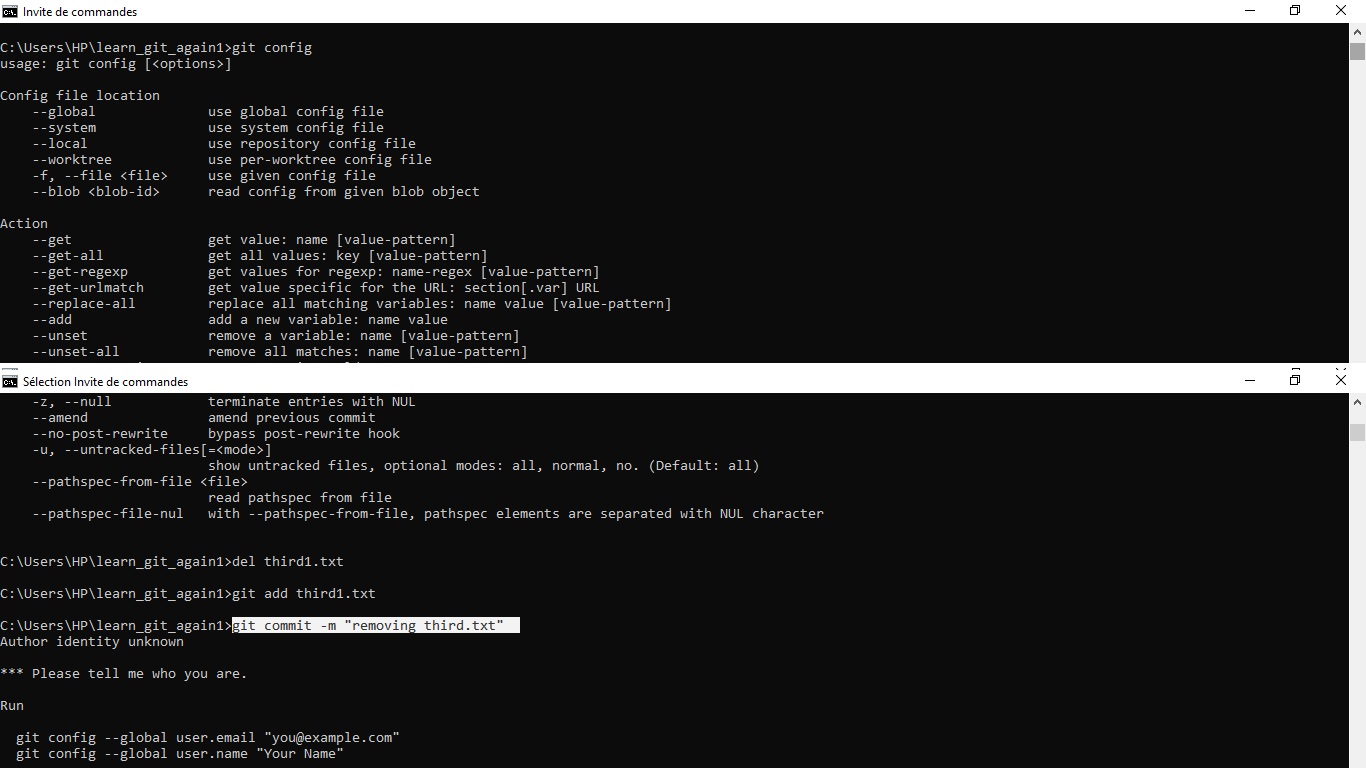 Invite de commandes
C:\Users\HP\learn_git_again1>git config
usage: git config [<options>]
Config file location
--global use global config file
--system use system config file
--local use repository config file
--worktree use per-worktree config file
-f, --file <file> use given config file
--blob <blob-id> read config from given blob object
Action
--get get value: name [value-pattern]
--get-all get all values: key [value-pattern]
--get-regexp get values for regexp: name-regex [value-pattern]
--get-urlmatch get value specific for the URL: section[.var] URL
--replace-all replace all matching variables: name value [value-pattern]
--add add a new variable: name value
--unset remove a variable: name [value-pattern]
--unset-all remove all matches: name [value-pattern]
Sélection Invite de commandes
-z, --null terminate entries with NUL
--amend amend previous commit
--no-post-rewrite bypass post-rewrite hook
-u, --untracked-files[=<mode>]
show untracked files, optional modes: all, normal, no. (Default: all)
--pathspec-from-file <file>
read pathspec from file
--pathspec-file-nul with --pathspec-from-file, pathspec elements are separated with NUL character
C:\Users\HP\learn_git_again1>del third1.txt
C:\Users\HP\learn_git_again1>git add third1.txt
C:\Users\HP\learn_git_again1>git commit -m "removing third.txt"
Author identity unknown
*** Please tell me who you are.
Run
git config --global user.email "you@example.com"
git config --global user.name "Your Name"